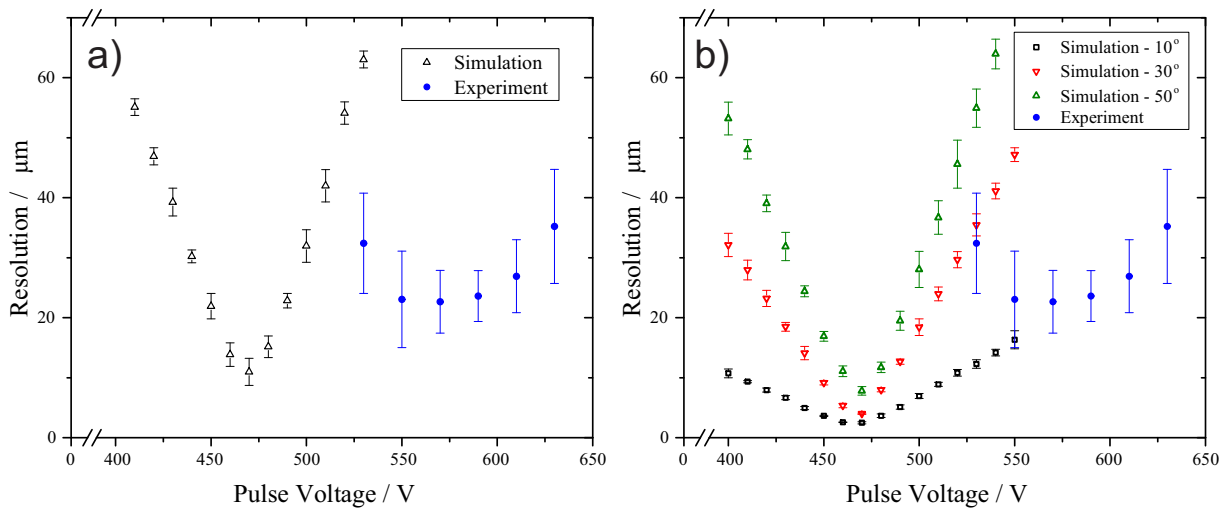 a)
Simulation
Experiment
60
40
20
0
Resolution / µm
0 400 450 500 550 600 650
Pulse Voltage / V
b)
Simulation - 10°
Simulation - 30°
Simulation - 50°
Experiment
60
40
20
0
Resolution / µm
0 400 450 500 550 600 650
Pulse Voltage / V